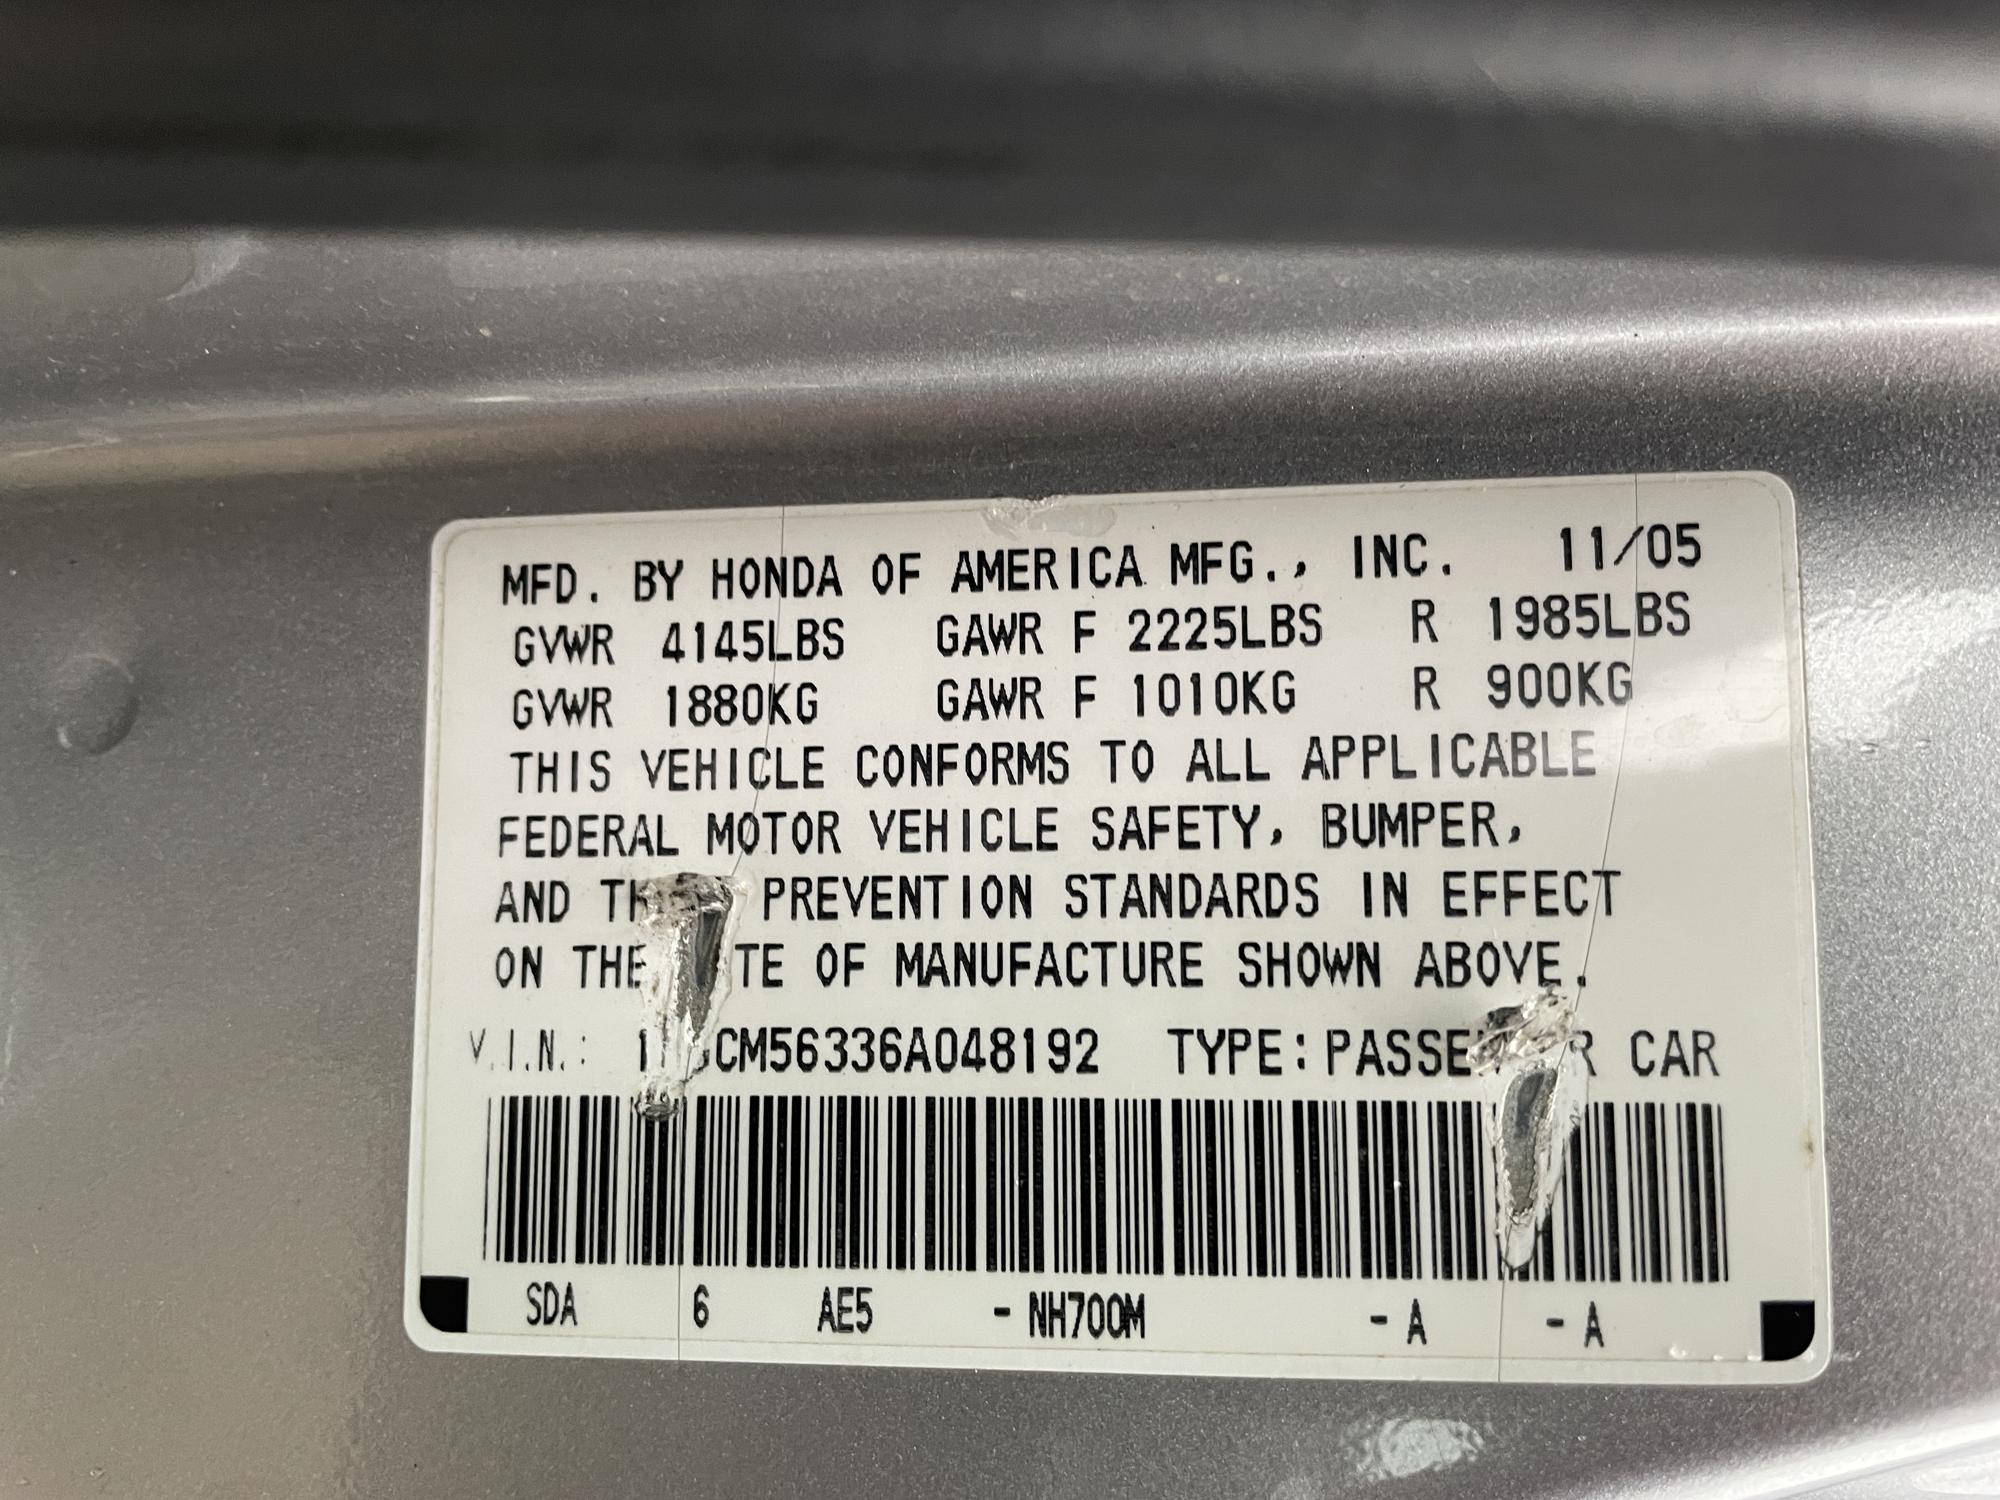 MFD. BY HONDA OF AMERICA MFG., INC. 11/05
GVWR 4145LBS GAWR F 2225LBS R 1985LBS
GVWR 1880KG GAWR F 1010KG R 900KG
THIS VEHICLE CONFORMS TO ALL APPLICABLE
FEDERAL MOTOR VEHICLE SAFETY, BUMPER,
AND PREVENTION STANDARDS IN EFFECT
ON THE OF MANUFACTURE SHOWN ABOVE.
V.I.N.: TYPE: CAR
SDA 6 AE5 - NH700M - A - A